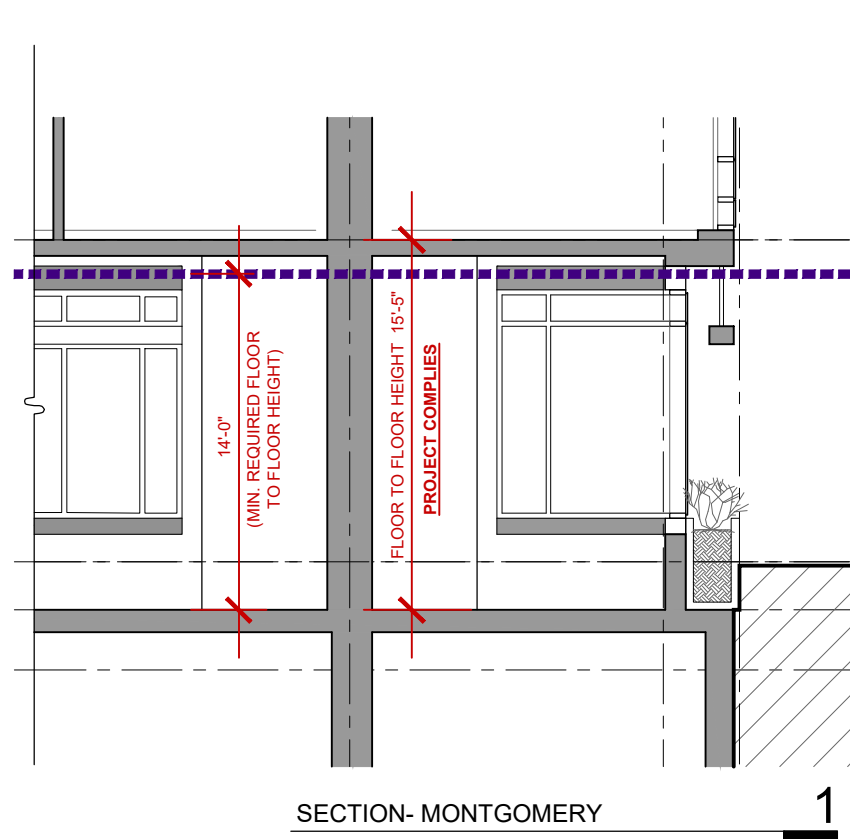 14'-0"
(MIN. REQUIRED FLOOR
TO FLOOR HEIGHT)
FLOOR TO FLOOR HEIGHT 15'-5"
PROJECT COMPLIES
SECTION- MONTGOMERY
1